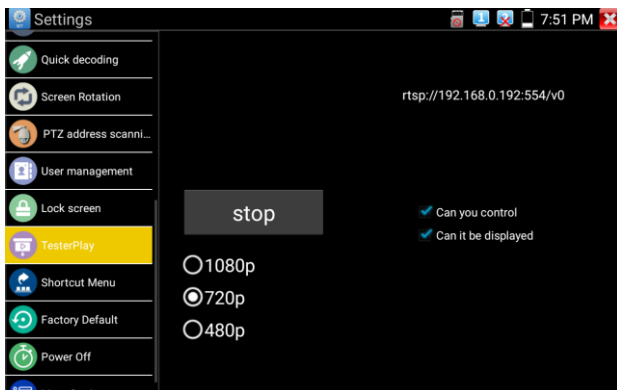 Settings
1
7:51 PM
Quick decoding
Screen Rotation
PTZ address scanni...
User management
Lock screen
TesterPlay
Shortcut Menu
Factory Default
Power Off
rtsp://192.168.0.192:554/v0
stop
Can you control
Can it be displayed
1080p
720p
480p